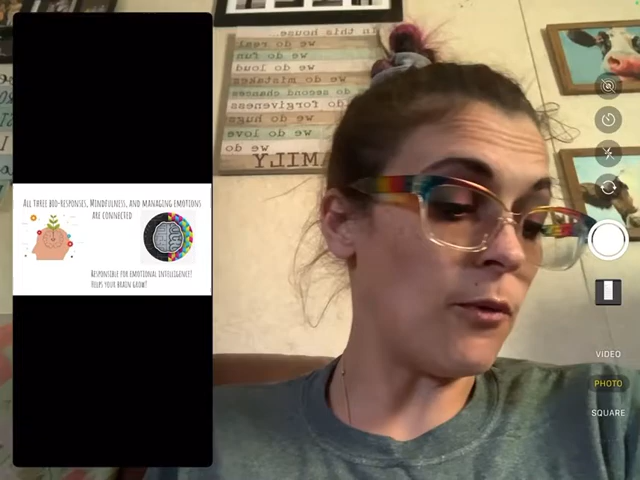 All three bod-responses, Mindfulness, and managing emotions
are connected
Responsible for emotional intelligence!
Helps your brain grow!
In this house
we do real
we do fun
we do loud
we do mistakes
we do second chances
we do forgiveness
we do hugs
we do love
we do
FAMILY
VIDEO
PHOTO
SQUARE